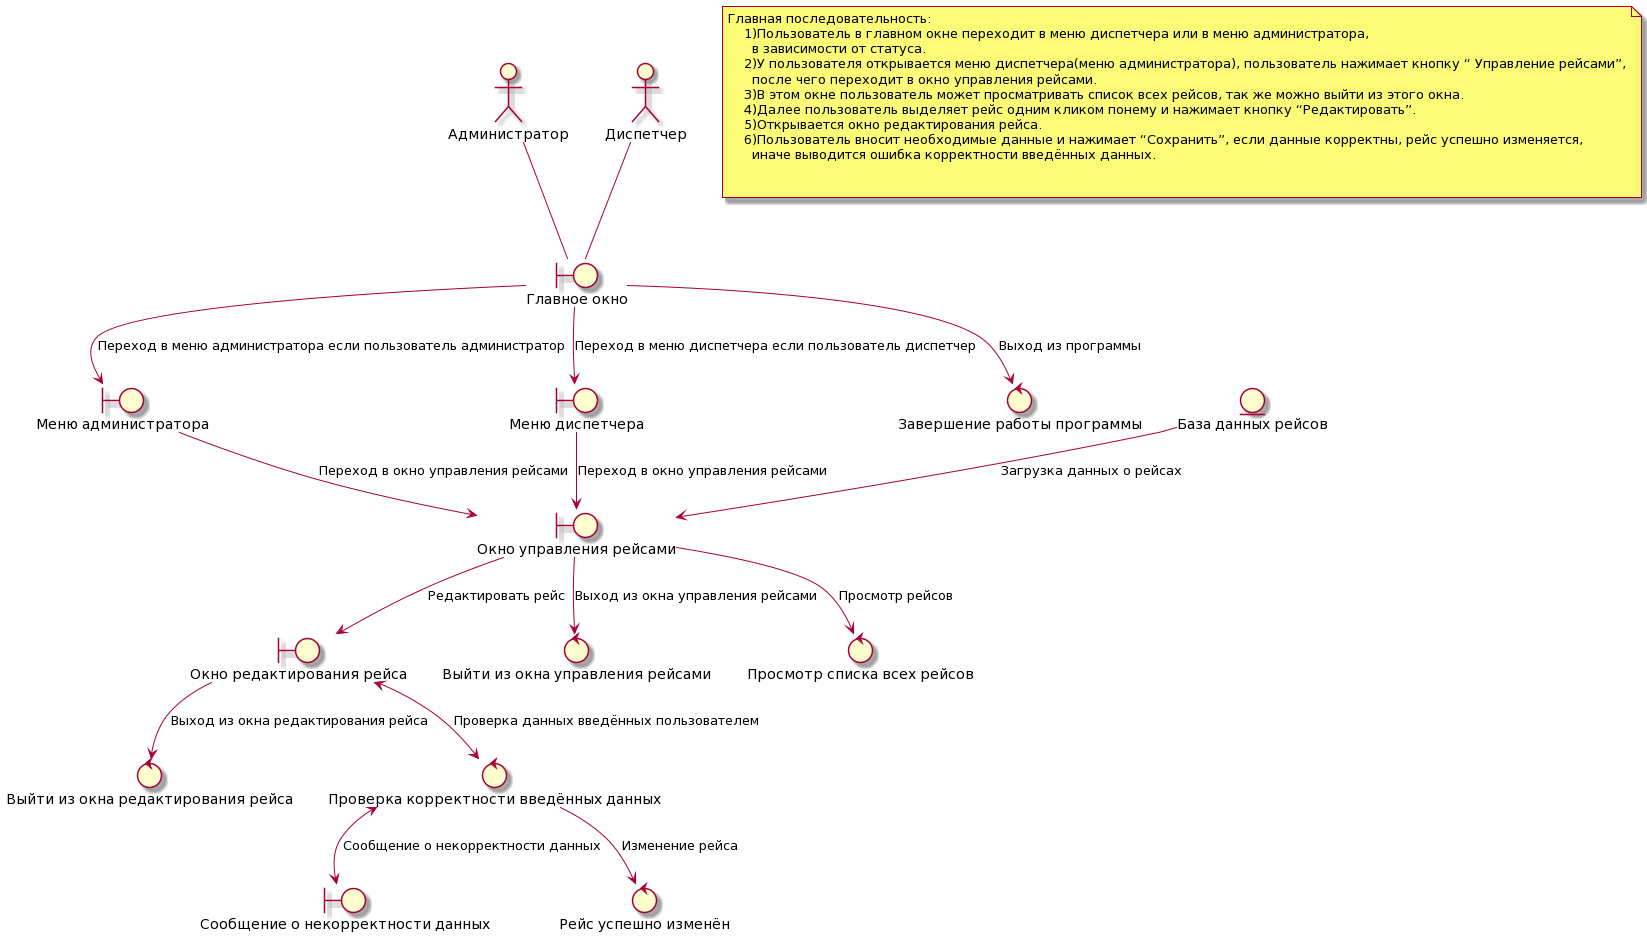 Главная последовательность:
1)Пользователь в главном окне переходит в меню диспетчера или в меню администратора,
в зависимости от статуса.
2)У пользователя открывается меню диспетчера(меню администратора), пользователь нажимает кнопку “ Управление рейсами”,
после чего переходит в окно управления рейсами.
3)В этом окне пользователь может просматривать список всех рейсов, так же можно выйти из этого окна.
4)Далее пользователь выделяет рейс одним кликом понему и нажимает кнопку “Редактировать”.
5)Открывается окно редактирования рейса.
6)Пользователь вносит необходимые данные и нажимает “Сохранить”, если данные корректны, рейс успешно изменяется,
иначе выводится ошибка корректности введённых данных.
Администратор
Диспетчер
Главное окно
Переход в меню администратора если пользователь администратор
Переход в меню диспетчера если пользователь диспетчер
Выход из программы
Меню администратора
Меню диспетчера
Завершение работы программы
База данных рейсов
Переход в окно управления рейсами
Переход в окно управления рейсами
Загрузка данных о рейсах
Окно управления рейсами
Редактировать рейс
Выход из окна управления рейсами
Просмотр рейсов
Окно редактирования рейса
Выйти из окна управления рейсами
Просмотр списка всех рейсов
Выход из окна редактирования рейса
Проверка данных введённых пользователем
Выйти из окна редактирования рейса
Проверка корректности введённых данных
Сообщение о некорректности данных
Изменение рейса
Сообщение о некорректности данных
Рейс успешно изменён